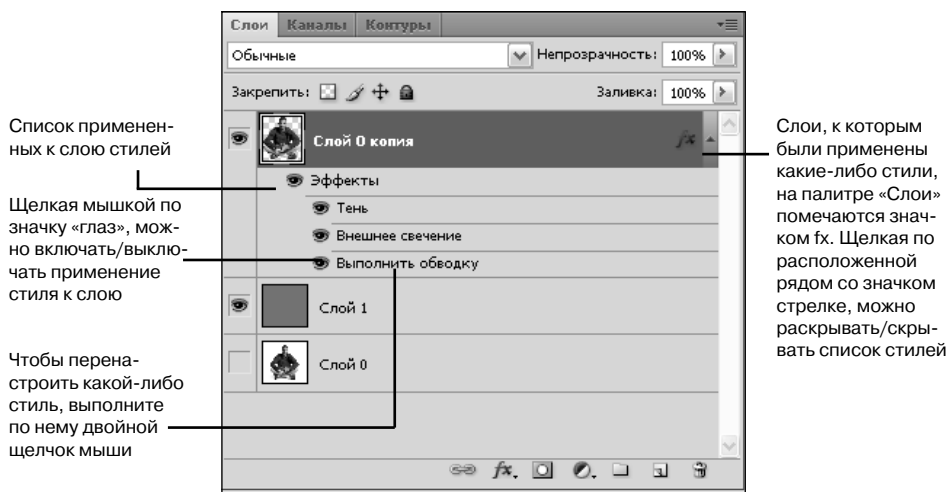 Слои Каналы Контуры
Обычные Непрозрачность: 100%
Закрепить: Заливка: 100%
Слой 0 копия fx
Эффекты
Тень
Внешнее свечение
Выполнить обводку
Слой 1
Слой 0
fx.
Список применен-
ных к слою стилей
Щелкая мышкой по
значку «глаз», мож-
но включать/выклю-
чать применение
стиля к слою
Чтобы перена-
строить какой-либо
стиль, выполните
по нему двойной
щелчок мыши
Слои, к которым
были применены
какие-либо стили,
на палитре «Слои»
помечаются знач-
ком fx. Щелкая по
расположенной
рядом со значком
стрелке, можно
раскрывать/скры-
вать список стилей